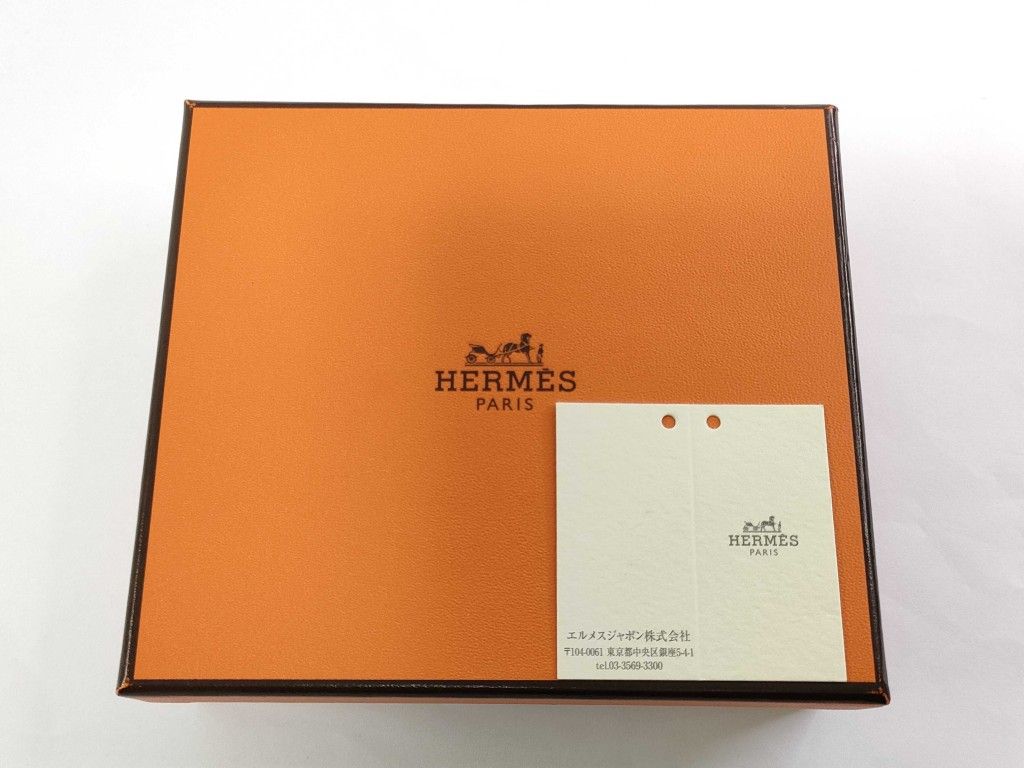 HERMÈS
PARIS
HERMÈS
PARIS
エルメスジャポン株式会社
〒104-0061 東京都中央区銀座5-4-1
tel.03-3569-3300